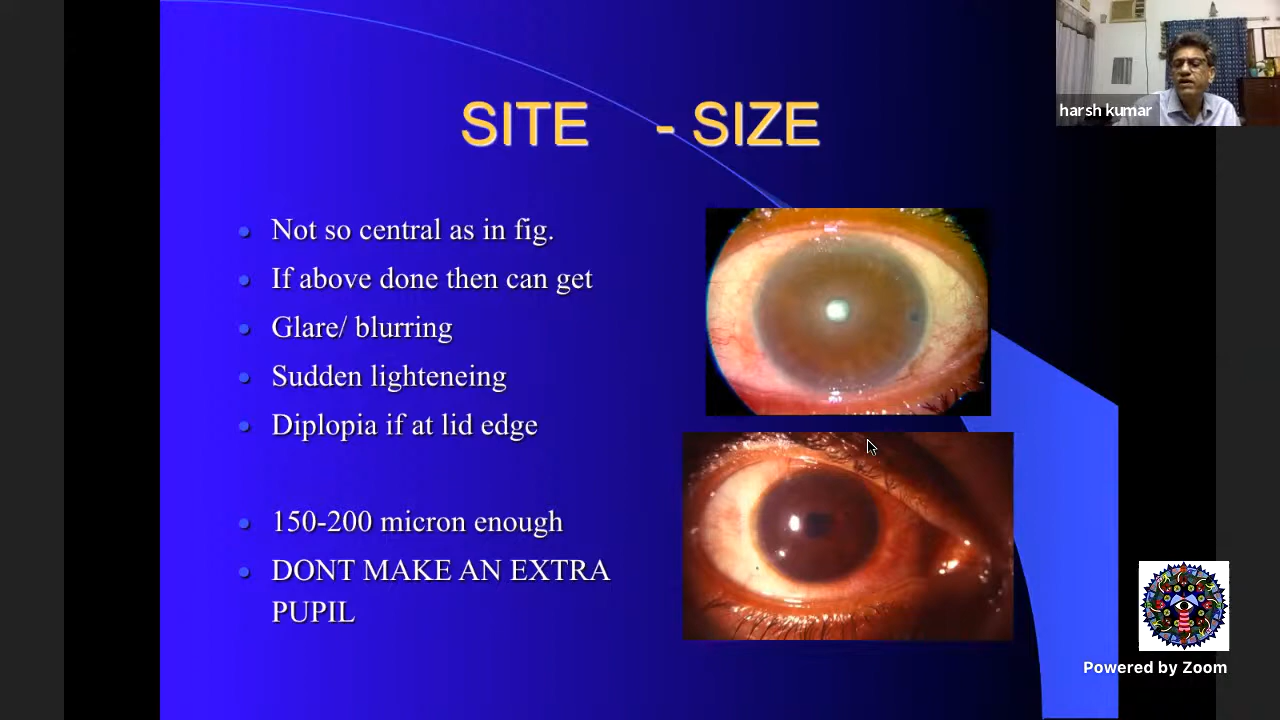 SITE - SIZE
harsh kumar
Not so central as in fig.
If above done then can get
Glare/ blurring
Sudden lighteneing
Diplopia if at lid edge
150-200 micron enough
DONT MAKE AN EXTRA
PUPIL
Powered by Zoom